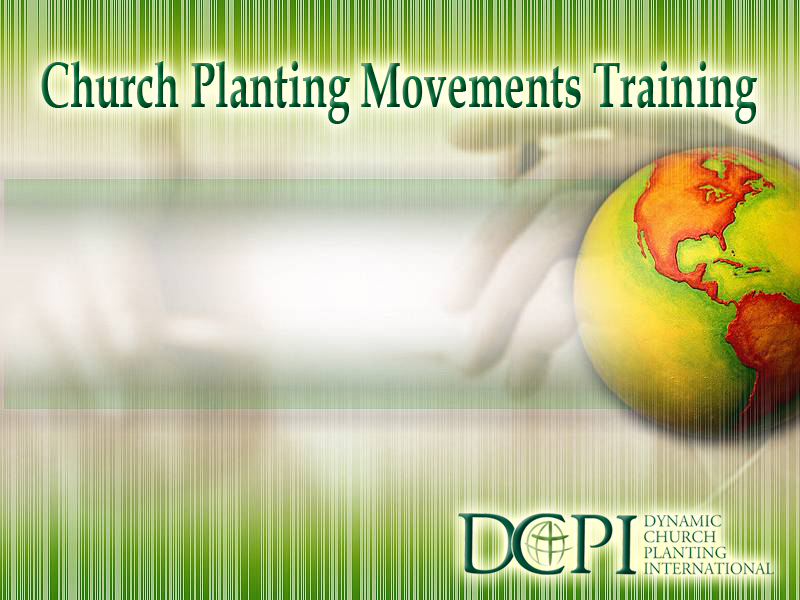 Church Planting Movements Training
DCPI
DYNAMIC
CHURCH
PLANTING
INTERNATIONAL